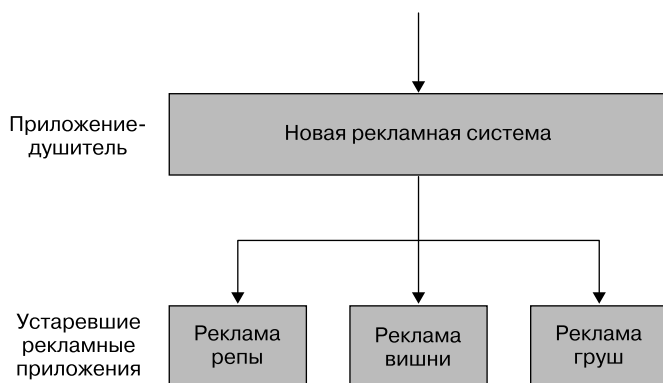 Приложение-
душитель
Новая рекламная система
Устаревшие
рекламные
приложения
Реклама
репы
Реклама
вишни
Реклама
груш